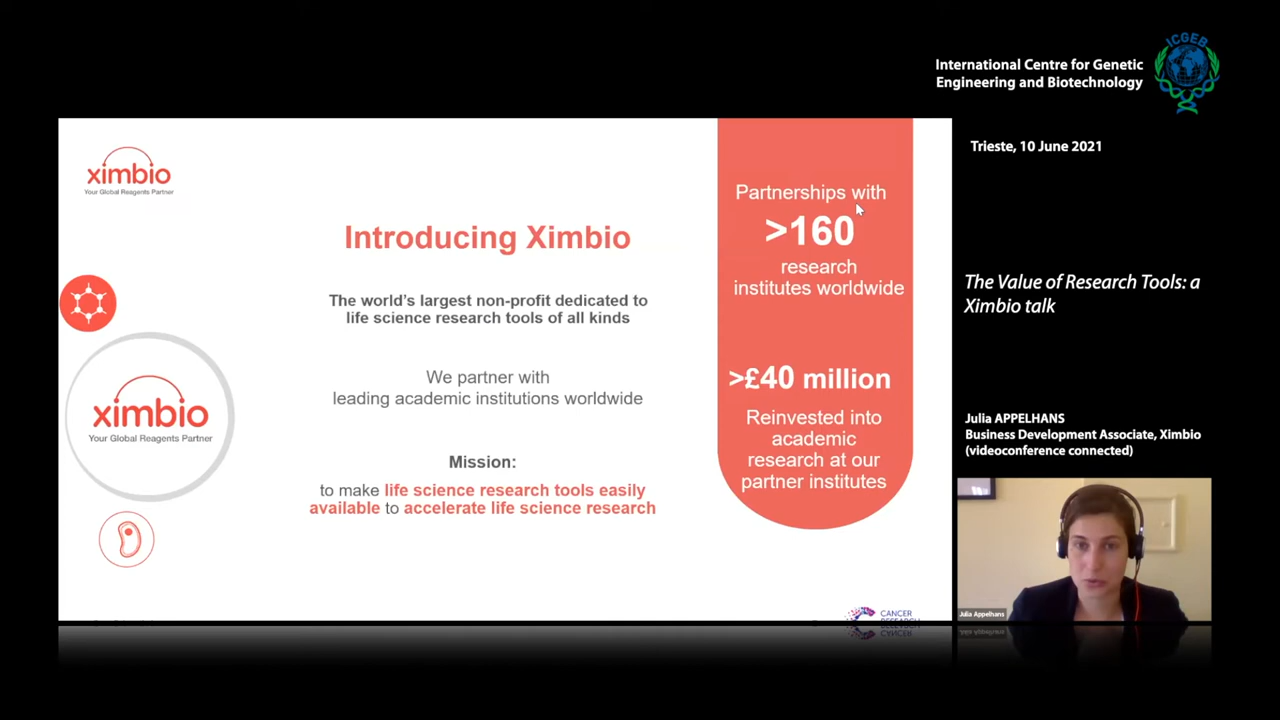 International Centre for Genetic
Engineering and Biotechnology
ICGEB
Trieste, 10 June 2021
ximbio
Your Global Reagents Partner
Introducing Ximbio
The world's largest non-profit dedicated to
life science research tools of all kinds
We partner with
leading academic institutions worldwide
Mission:
to make life science research tools easily
available to accelerate life science research
ximbio
Your Global Reagents Partner
Partnerships with
>160
research
institutes worldwide
>£40 million
Reinvested into
academic
research at our
partner institutes
CANCER
RESEARCH
The Value of Research Tools: a
Ximbio talk
Julia APPELHANS
Business Development Associate, Ximbio
(videoconference connected)
Julia Appelhans